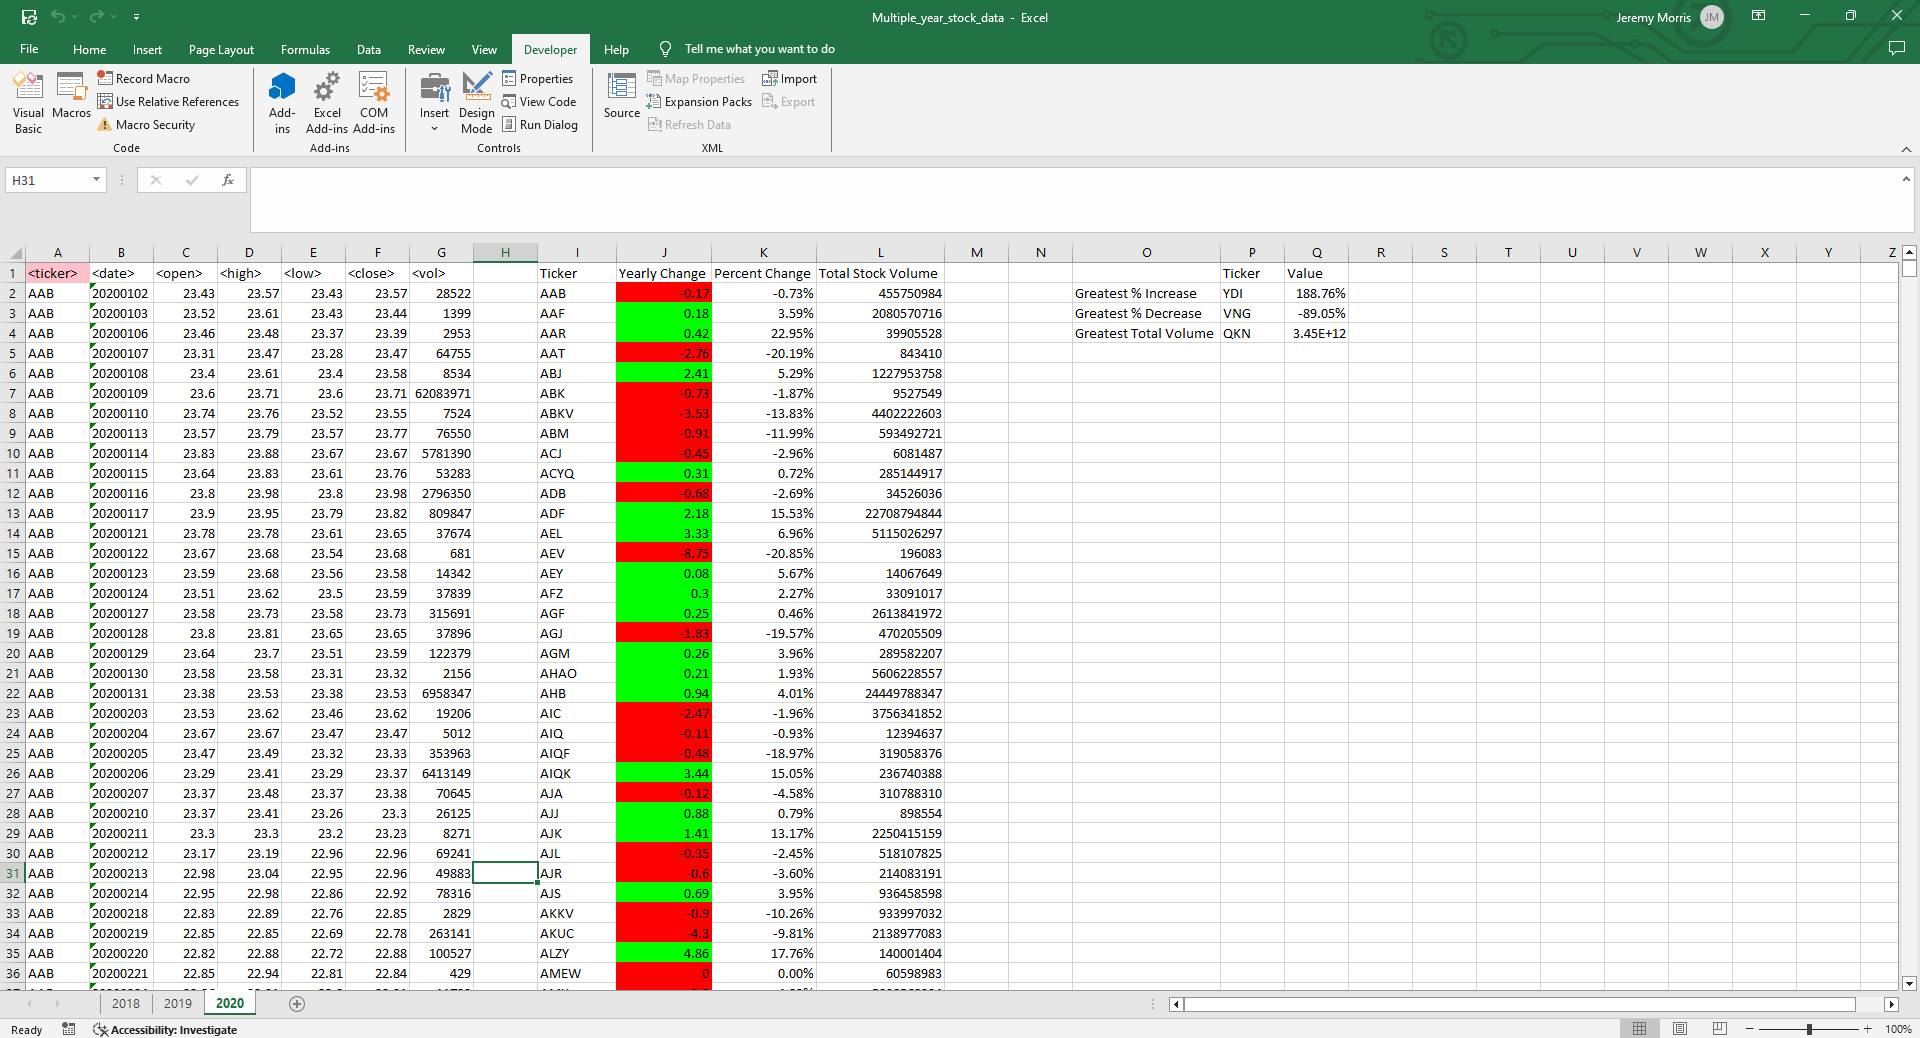 Multiple_year_stock_data - Excel
Jeremy Morris JM
File Home Insert Page Layout Formulas Data Review View Developer Help Tell me what you want to do
Visual Basic
Macros
Record Macro
Use Relative References
Macro Security
Code
Add-ins
Excel Add-ins
COM Add-ins
Add-ins
Insert
Design Mode
Properties
View Code
Run Dialog
Controls
Source
Map Properties
Expansion Packs
Refresh Data
Import
Export
XML
H31 fx
A B C D E F G H I J K L M N O P Q R S T U V W X Y Z
1 <ticker> <date> <open> <high> <low> <close> <vol> Ticker Yearly Change Percent Change Total Stock Volume Ticker Value
2 AAB 20200102 23.43 23.57 23.43 23.57 28522 AAB -0.17 -0.73% 455750984 Greatest % Increase YDI 188.76%
3 AAB 20200103 23.52 23.61 23.43 23.44 1399 AAF 0.18 3.59% 2080570716 Greatest % Decrease VNG -89.05%
4 AAB 20200106 23.46 23.48 23.37 23.39 2953 AAR 0.42 22.95% 39905528 Greatest Total Volume QKN 3.45E+12
5 AAB 20200107 23.31 23.47 23.28 23.47 64755 AAT -2.76 -20.19% 843410
6 AAB 20200108 23.4 23.61 23.4 23.58 8534 ABJ 2.41 5.29% 1227953758
7 AAB 20200109 23.6 23.71 23.6 23.71 62083971 ABK -0.73 -1.87% 9527549
8 AAB 20200110 23.74 23.76 23.52 23.55 7524 ABKV -3.53 -13.83% 4402222603
9 AAB 20200113 23.57 23.79 23.57 23.77 76550 ABM -0.91 -11.99% 593492721
10 AAB 20200114 23.83 23.88 23.67 23.67 5781390 ACJ -0.45 -2.96% 6081487
11 AAB 20200115 23.64 23.83 23.61 23.76 53283 ACYQ 0.31 0.72% 285144917
12 AAB 20200116 23.8 23.98 23.8 23.98 2796350 ADB -0.68 -2.69% 34526036
13 AAB 20200117 23.9 23.95 23.79 23.82 809847 ADF 2.18 15.53% 22708794844
14 AAB 20200121 23.78 23.78 23.61 23.65 37674 AEL 3.33 6.96% 5115026297
15 AAB 20200122 23.67 23.68 23.54 23.68 681 AEV -8.75 -20.85% 196083
16 AAB 20200123 23.59 23.68 23.56 23.58 14342 AEY 0.08 5.67% 14067649
17 AAB 20200124 23.51 23.62 23.5 23.59 37839 AFZ 0.3 2.27% 33091017
18 AAB 20200127 23.58 23.73 23.58 23.73 315691 AGF 0.25 0.46% 2613841972
19 AAB 20200128 23.8 23.81 23.65 23.65 37896 AGJ -1.83 -19.57% 470205509
20 AAB 20200129 23.64 23.7 23.51 23.59 122379 AGM 0.26 3.96% 289582207
21 AAB 20200130 23.58 23.58 23.31 23.32 2156 AHAO 0.21 1.93% 5606228557
22 AAB 20200131 23.38 23.53 23.38 23.53 6958347 AHB 0.94 4.01% 24449788347
23 AAB 20200203 23.53 23.62 23.46 23.62 19206 AIC -2.47 -1.96% 3756341852
24 AAB 20200204 23.67 23.67 23.47 23.47 5012 AIQ -0.11 -0.93% 12394637
25 AAB 20200205 23.47 23.49 23.32 23.33 353963 AIQF -0.48 -18.97% 319058376
26 AAB 20200206 23.29 23.41 23.29 23.37 6413149 AIQK 3.44 15.05% 236740388
27 AAB 20200207 23.37 23.48 23.37 23.38 70645 AJA -0.12 -4.58% 310788310
28 AAB 20200210 23.37 23.41 23.26 23.3 26125 AJJ 0.88 0.79% 898554
29 AAB 20200211 23.3 23.3 23.2 23.23 8271 AJK 1.41 13.17% 2250415159
30 AAB 20200212 23.17 23.19 22.96 22.96 69241 AJL -0.35 -2.45% 518107825
31 AAB 20200213 22.98 23.04 22.95 22.96 49883 AJR -0.6 -3.60% 214083191
32 AAB 20200214 22.95 22.98 22.86 22.92 78316 AJS 0.69 3.95% 936458598
33 AAB 20200218 22.83 22.89 22.76 22.85 2829 AKKV -0.9 -10.26% 933997032
34 AAB 20200219 22.85 22.85 22.69 22.78 263141 AKUC -4.3 -9.81% 2138977083
35 AAB 20200220 22.82 22.88 22.72 22.88 100527 ALZY 4.86 17.76% 140001404
36 AAB 20200221 22.85 22.94 22.81 22.84 429 AMEW 0 0.00% 60598983
2018 2019 2020
Ready Accessibility: Investigate 100%